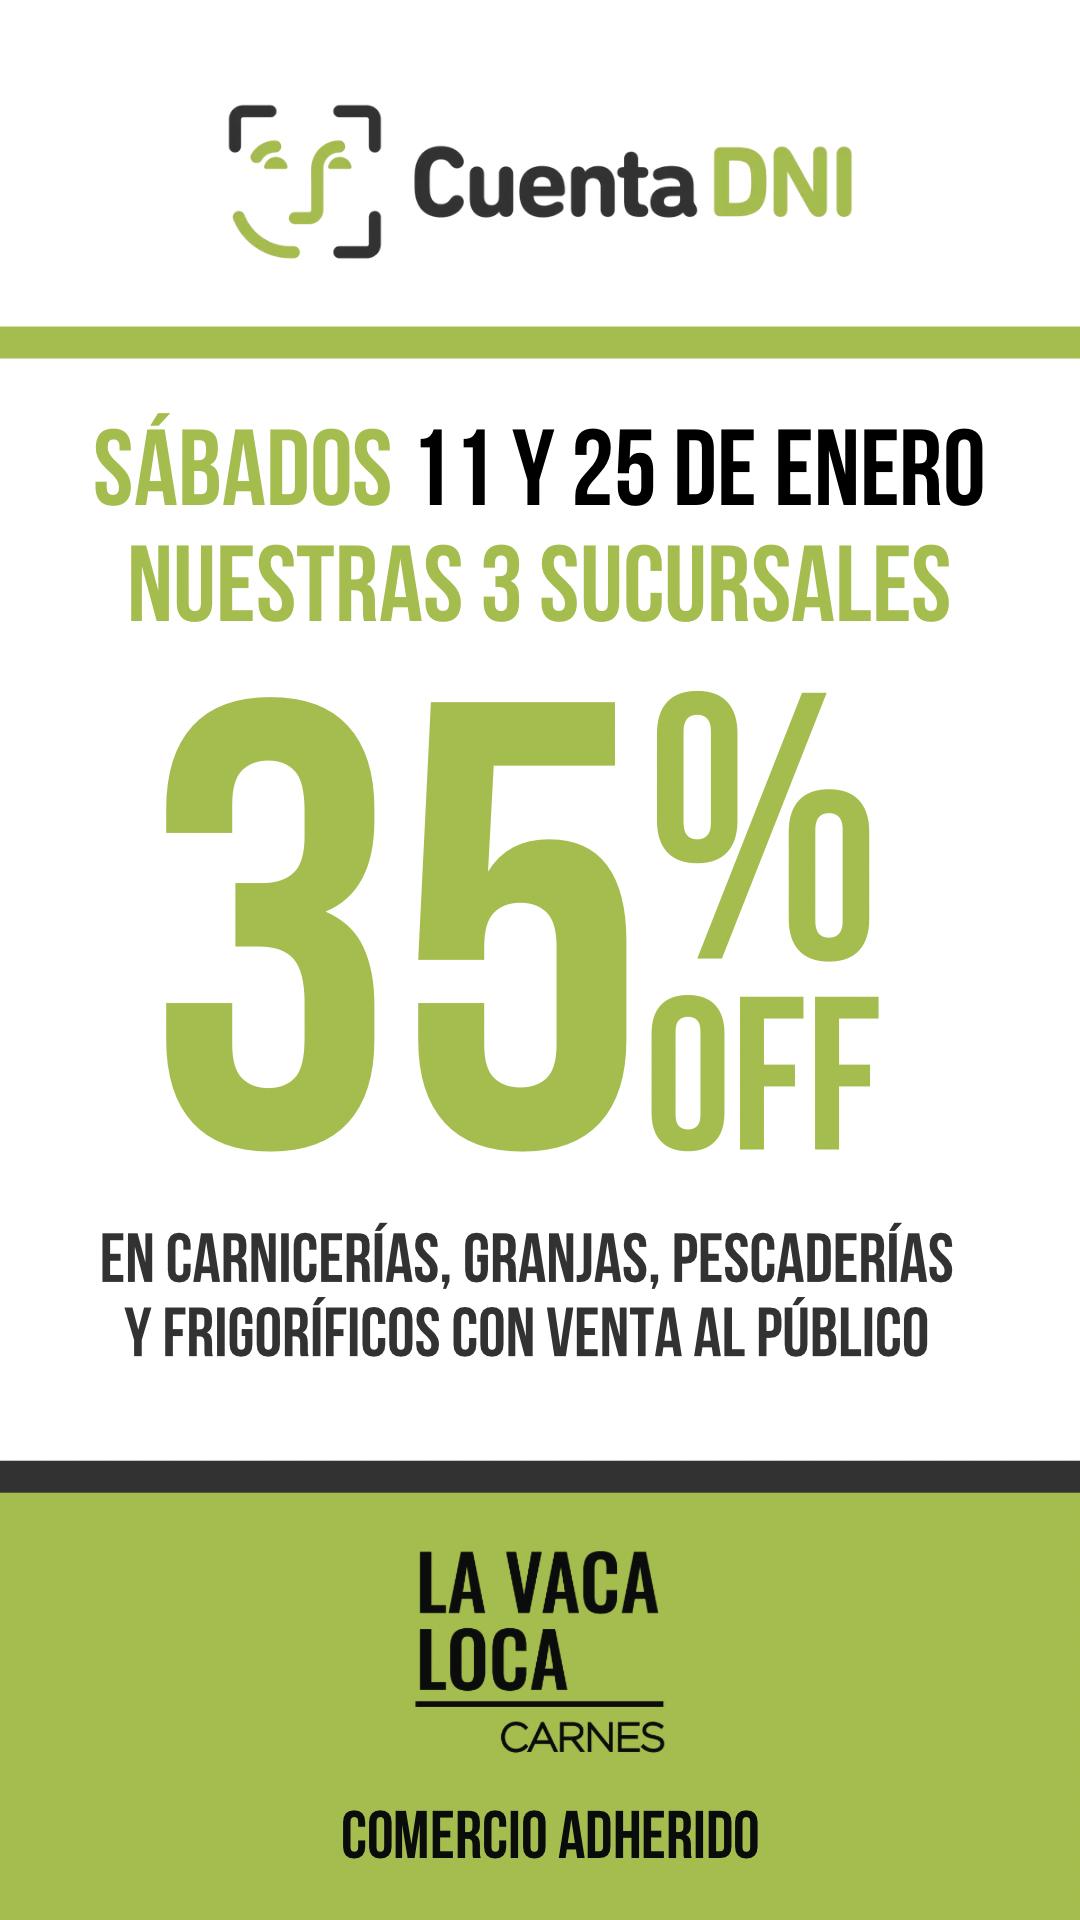 Cuenta DNI
SÁBADOS 11 Y 25 DE ENERO
NUESTRAS 3 SUCURSALES
35%
OFF
EN CARNICERÍAS, GRANJAS, PESCADERÍAS
Y FRIGORÍFICOS CON VENTA AL PÚBLICO
LA VACA
LOCA
CARNES
COMERCIO ADHERIDO